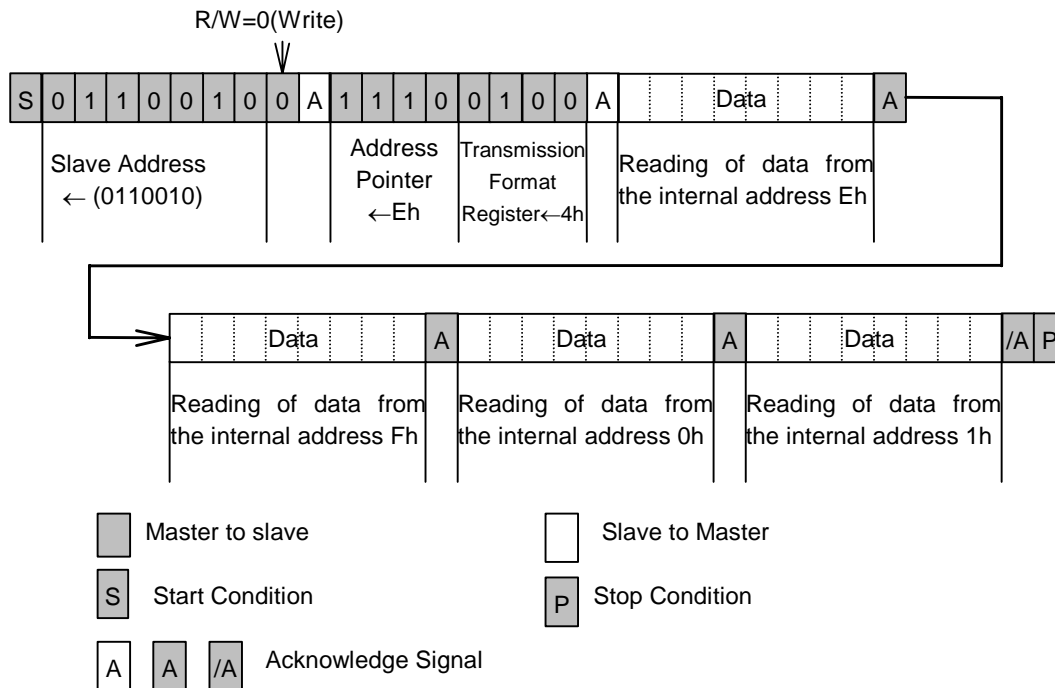 R/W=0(Write)
S 0 1 1 0 0 1 0 0 A 1 1 1 0 0 1 0 0 A Data A
Slave Address
← (0110010)
Address
Pointer
←Eh
Transmission
Format
Register←4h
Reading of data from
the internal address Eh
Data A Data A Data /A P
Reading of data from
the internal address Fh
Reading of data from
the internal address 0h
Reading of data from
the internal address 1h
Master to slave
Slave to Master
S Start Condition
P Stop Condition
A A /A Acknowledge Signal